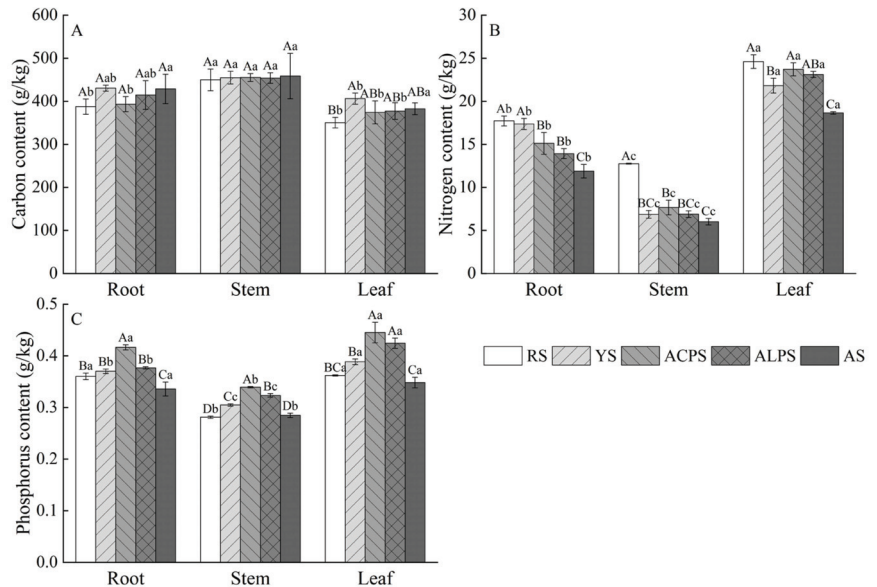 A
Carbon content (g/kg)
600
500
400
300
200
100
0
Ab Aab Ab Aab Aa
Aa Aa Aa Aa Aa
Bb Aa ABb ABb ABa
Root Stem Leaf
B
Nitrogen content (g/kg)
30
25
20
15
10
5
0
Ab Ab Bb Bb Cb
Ac BCc Bc BCc Cc
Aa Ba Aa ABa Ca
Root Stem Leaf
C
Phosphorus content (g/kg)
0.5
0.4
0.3
0.2
0.1
0.0
Ba Bb Aa Bb Ca
Db Cc Ab Bc Db
BCa Ba Aa Aa Ca
Root Stem Leaf
RS YS ACPS ALPS AS